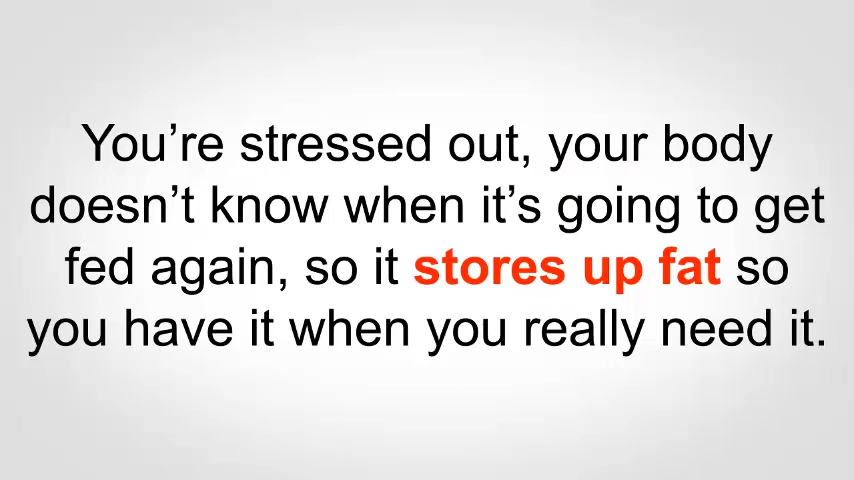 You’re stressed out, your body
doesn’t know when it’s going to get
fed again, so it stores up fat so
you have it when you really need it.